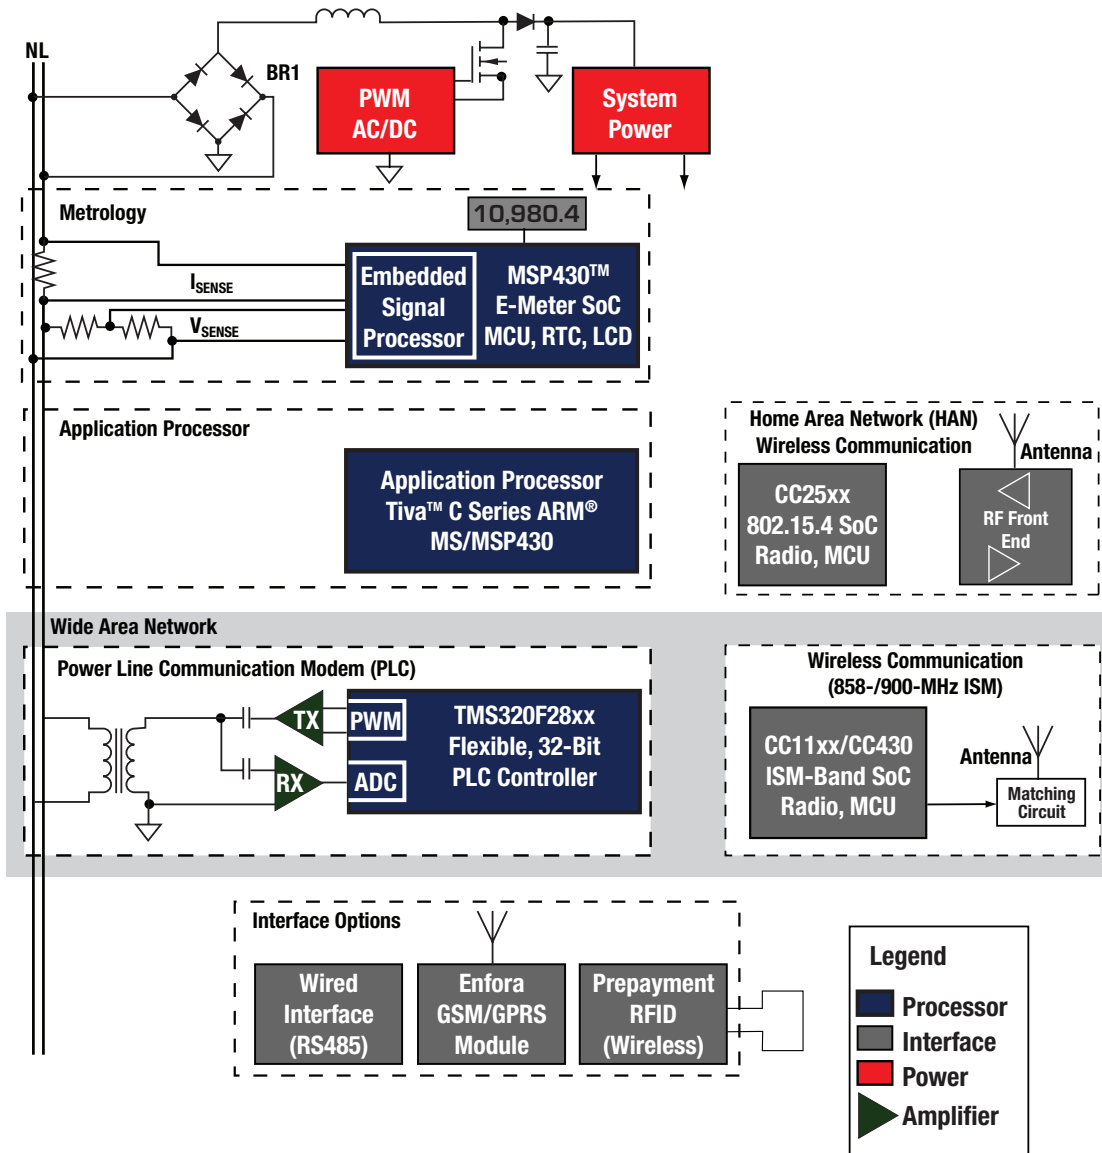 NL
BR1
PWM
AC/DC
System
Power
Metrology
10,980.4
I SENSE
V SENSE
Embedded
Signal
Processor
MSP430™
E-Meter SoC
MCU, RTC, LCD
Application Processor
Application Processor
Tiva™ C Series ARM®
MS/MSP430
Home Area Network (HAN)
Wireless Communication
Antenna
CC25xx
802.15.4 SoC
Radio, MCU
RF Front
End
Wide Area Network
Power Line Communication Modem (PLC)
TX
RX
PWM
ADC
TMS320F28xx
Flexible, 32-Bit
PLC Controller
Wireless Communication
(858-/900-MHz ISM)
CC11xx/CC430
ISM-Band SoC
Radio, MCU
Antenna
Matching
Circuit
Interface Options
Wired
Interface
(RS485)
Enfora
GSM/GPRS
Module
Prepayment
RFID
(Wireless)
Legend
Processor
Interface
Power
Amplifier